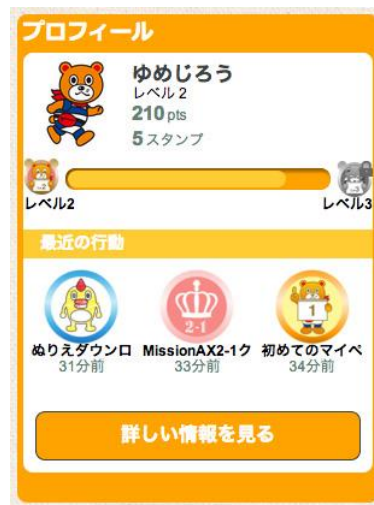 プロフィール
ゆめじろう
レベル 2
210 pts
5 スタンプ
レベル2
レベル3
最近の行動
2-1
1
ぬりえダウンロ
MissionAX2-1ク
初めてのマイペ
31分前
33分前
34分前
詳しい情報を見る